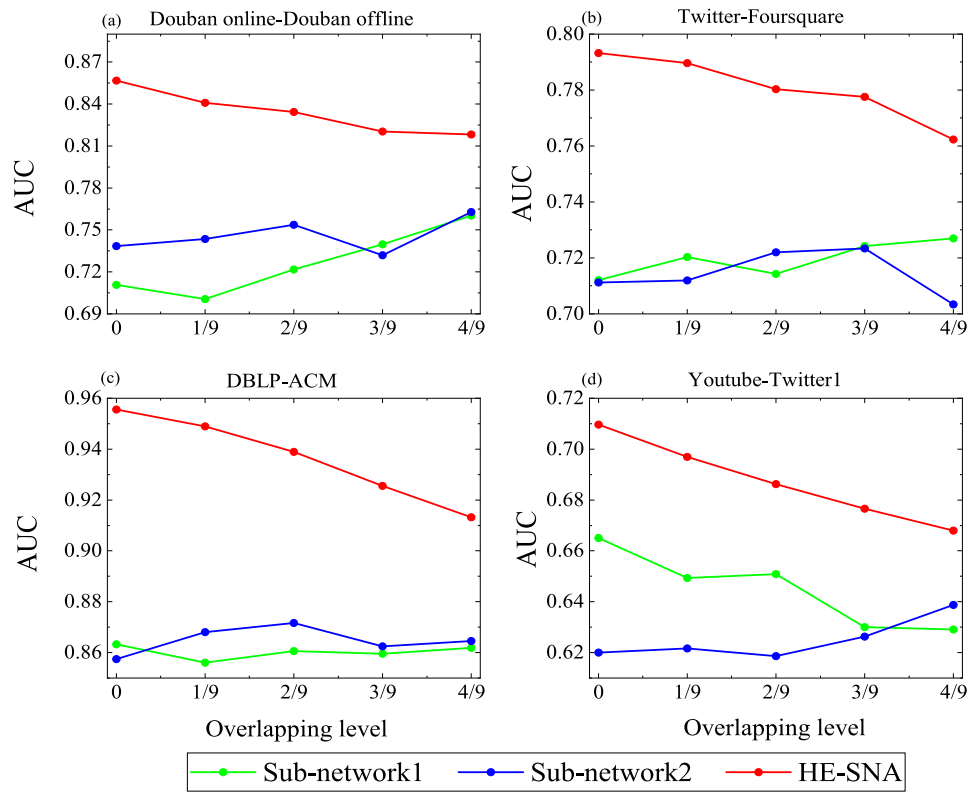 (a) Douban online-Douban offline
0.87
0.84
0.81
0.78
0.75
0.72
0.69
AUC
0 1/9 2/9 3/9 4/9
(b) Twitter-Foursquare
0.80
0.78
0.76
0.74
0.72
0.70
AUC
0 1/9 2/9 3/9 4/9
(c) DBLP-ACM
0.96
0.94
0.92
0.90
0.88
0.86
AUC
0 1/9 2/9 3/9 4/9
Overlapping level
(d) Youtube-Twitter1
0.72
0.70
0.68
0.66
0.64
0.62
AUC
0 1/9 2/9 3/9 4/9
Overlapping level
Sub-network1 Sub-network2 HE-SNA